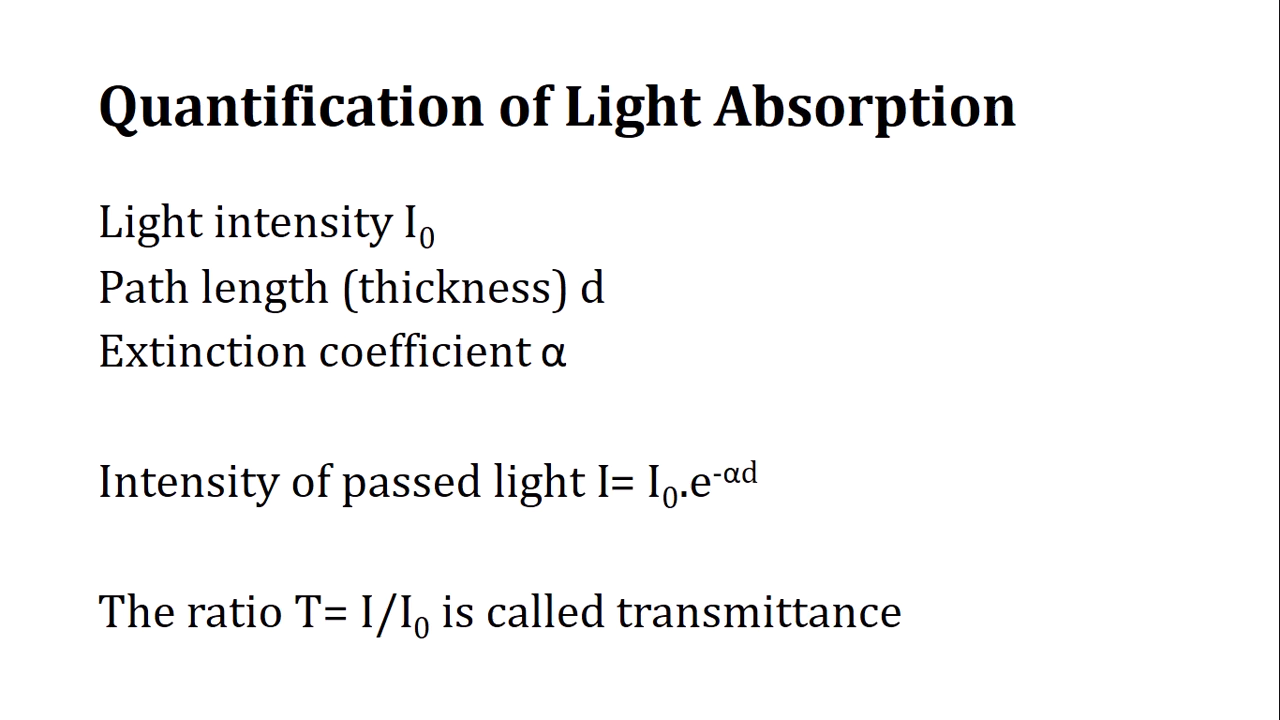 Quantification of Light Absorption
Light intensity I₀
Path length (thickness) d
Extinction coefficient α
Intensity of passed light I= I₀.e⁻ᵅᵈ
The ratio T= I/I₀ is called transmittance